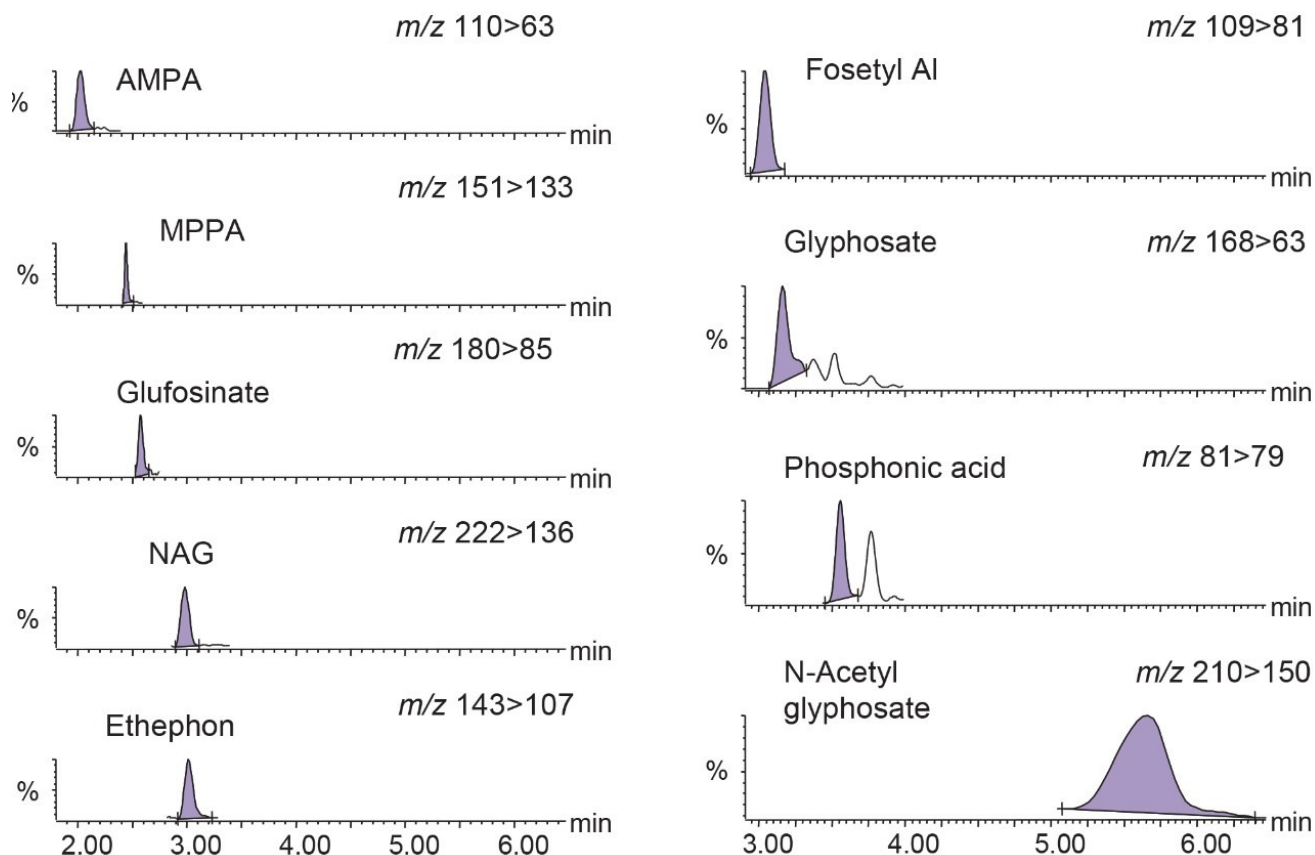 m/z 110>63
AMPA
%
min
m/z 151>133
MPPA
%
min
m/z 180>85
Glufosinate
%
min
m/z 222>136
NAG
%
min
m/z 143>107
Ethephon
%
min
2.00 3.00 4.00 5.00 6.00
m/z 109>81
Fosetyl Al
%
min
Glyphosate
m/z 168>63
%
min
Phosphonic acid
m/z 81>79
%
min
N-Acetyl
glyphosate
m/z 210>150
%
min
3.00 4.00 5.00 6.00